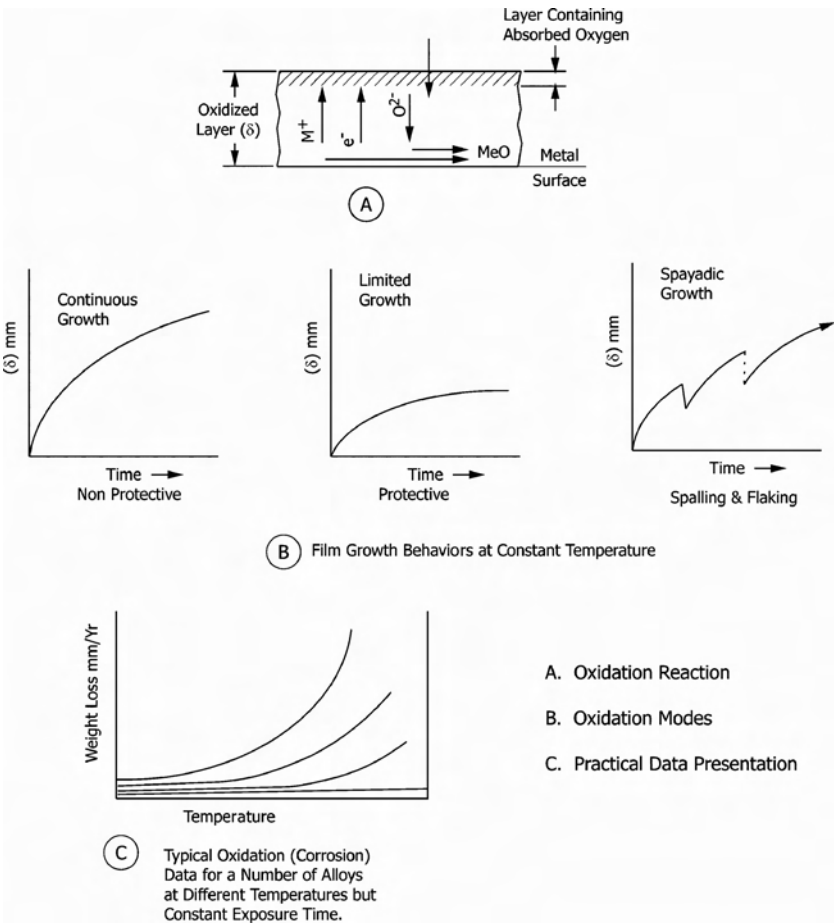 Layer Containing
Absorbed Oxygen
Oxidized
Layer (δ)
M+
e-
O2-
MeO
Metal
Surface
A
Continuous
Growth
(δ) mm
Time
Non Protective
Limited
Growth
(δ) mm
Time
Protective
Spayadic
Growth
(δ) mm
Time
Spalling & Flaking
B Film Growth Behaviors at Constant Temperature
Weight Loss mm/Yr
Temperature
C Typical Oxidation (Corrosion)
Data for a Number of Alloys
at Different Temperatures but
Constant Exposure Time.
A. Oxidation Reaction
B. Oxidation Modes
C. Practical Data Presentation